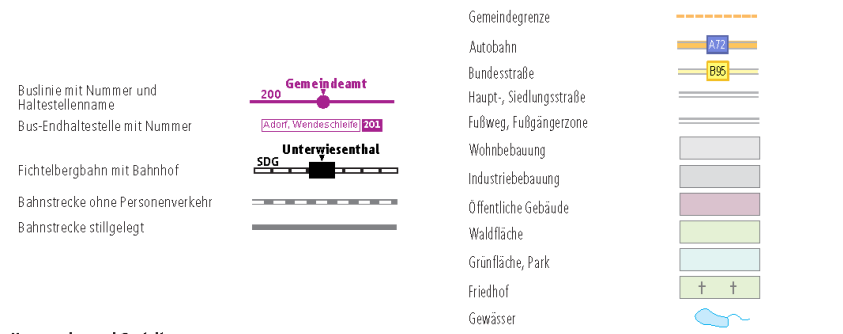 Buslinie mit Nummer und
Haltestellenname
Gemeindeamt
200
Bus-Endhaltestelle mit Nummer
Adorf, Wendeschleife 201
Unterwiesenthal
SDG
Fichtelbergbahn mit Bahnhof
Bahnstrecke ohne Personenverkehr
Bahnstrecke stillgelegt
Gemeindegrenze
Autobahn
A72
Bundesstraße
B95
Haupt-, Siedlungsstraße
Fußweg, Fußgängerzone
Wohnbebauung
Industriebebauung
Öffentliche Gebäude
Waldfläche
Grünfläche, Park
Friedhof
Gewässer